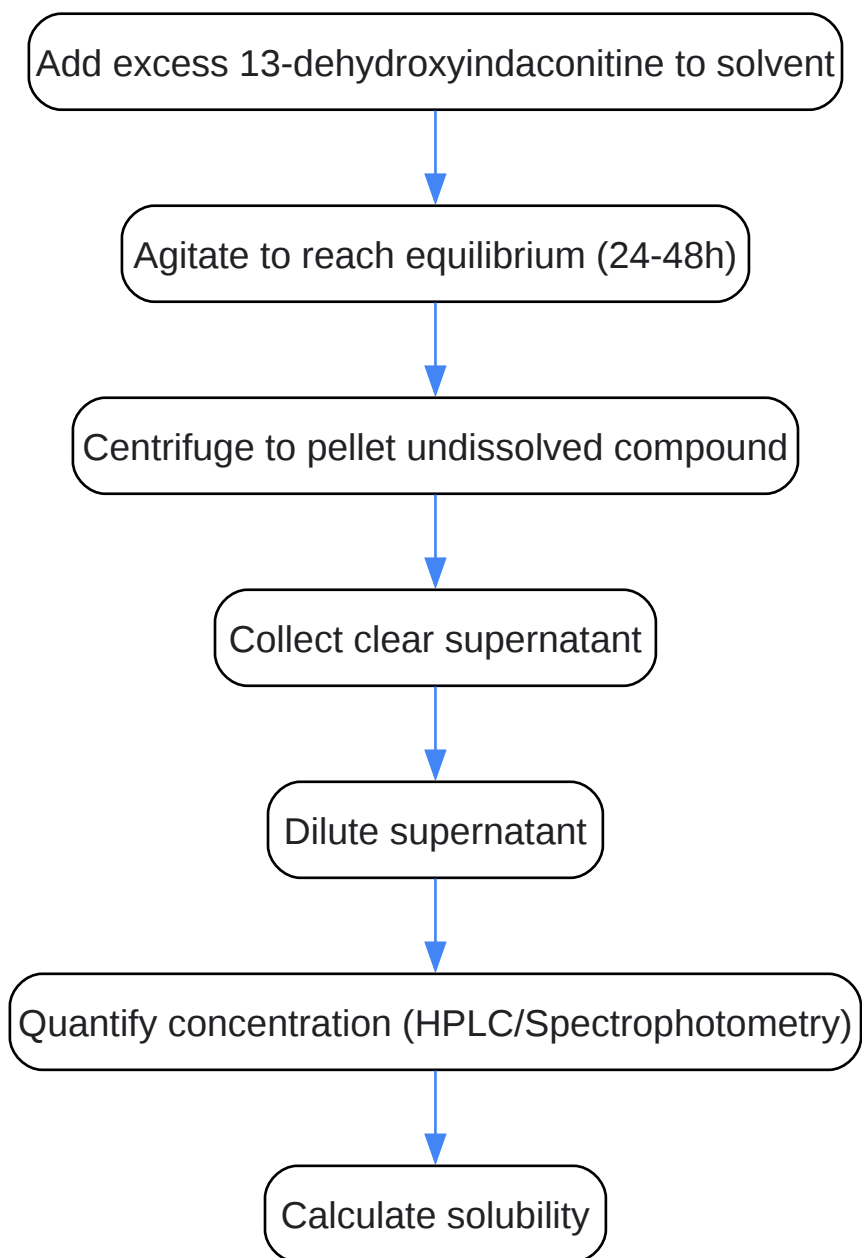 Add excess 13-dehydroxyindaconitine to solvent
Agitate to reach equilibrium (24-48h)
Centrifuge to pellet undissolved compound
Collect clear supernatant
Dilute supernatant
Quantify concentration (HPLC/Spectrophotometry)
Calculate solubility